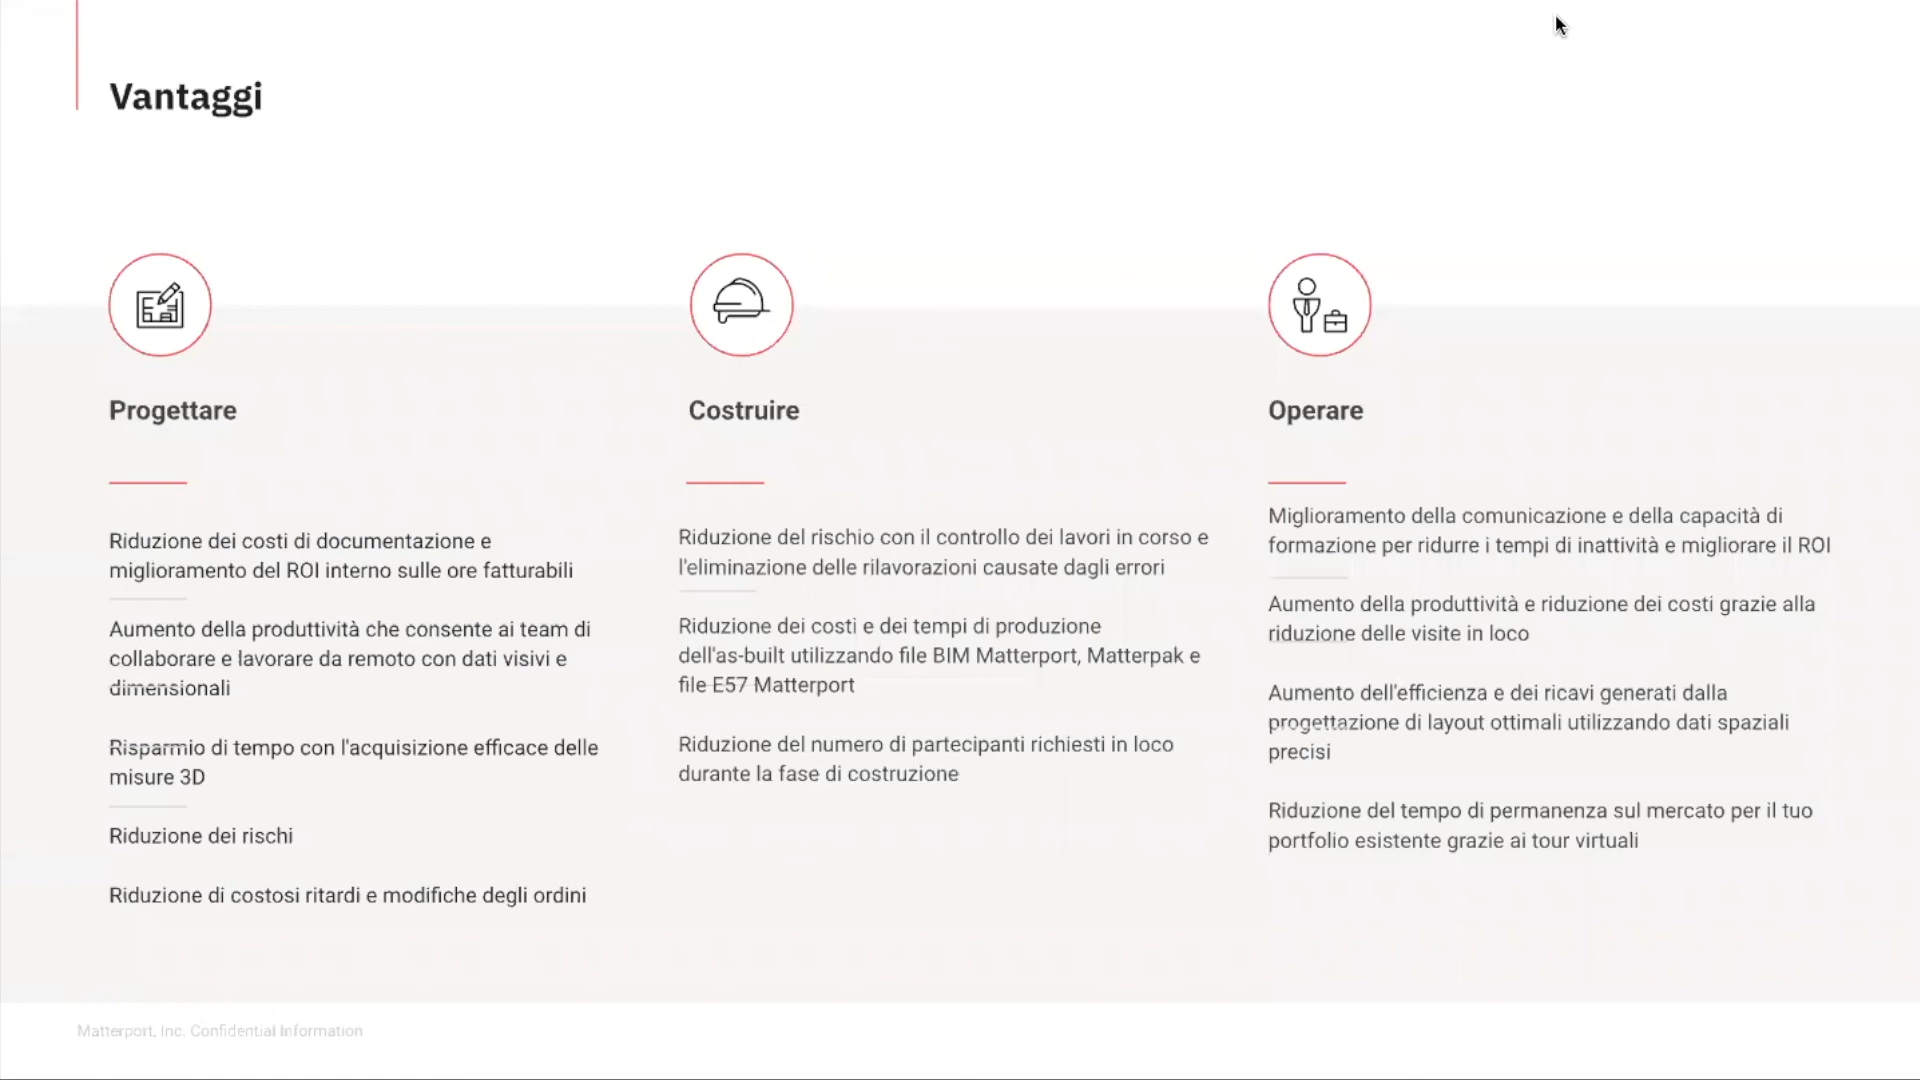 Vantaggi
Progettare
Riduzione dei costi di documentazione e
miglioramento del ROI interno sulle ore fatturabili
Aumento della produttività che consente ai team di
collaborare e lavorare da remoto con dati visivi e
dimensionali
Risparmio di tempo con l'acquisizione efficace delle
misure 3D
Riduzione dei rischi
Riduzione di costosi ritardi e modifiche degli ordini
Costruire
Riduzione del rischio con il controllo dei lavori in corso e
l'eliminazione delle rilavorazioni causate dagli errori
Riduzione dei costi e dei tempi di produzione
dell'as-built utilizzando file BIM Matterport, Matterpak e
file E57 Matterport
Riduzione del numero di partecipanti richiesti in loco
durante la fase di costruzione
Operare
Miglioramento della comunicazione e della capacità di
formazione per ridurre i tempi di inattività e migliorare il ROI
Aumento della produttività e riduzione dei costi grazie alla
riduzione delle visite in loco
Aumento dell'efficienza e dei ricavi generati dalla
progettazione di layout ottimali utilizzando dati spaziali
precisi
Riduzione del tempo di permanenza sul mercato per il tuo
portfolio esistente grazie ai tour virtuali
Matterport, Inc. Confidential Information